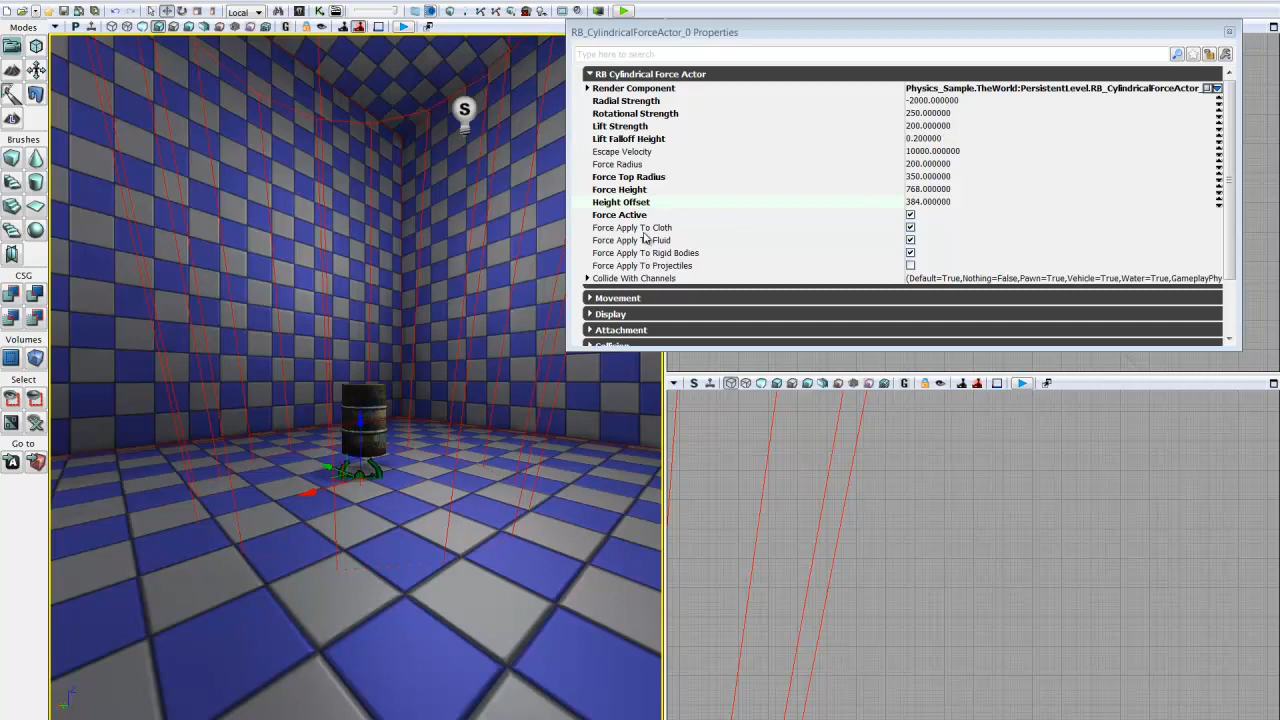 Local
K
Modes
P
G
RB_CylindricalForceActor_0 Properties
Type here to search
RB Cylindrical Force Actor
Render Component Physics_Sample.TheWorld:PersistentLevel.RB_CylindricalForceActor_
Radial Strength -2000.000000
Rotational Strength 250.000000
Lift Strength 200.000000
Lift Falloff Height 0.200000
Escape Velocity 10000.000000
Force Radius 200.000000
Force Top Radius 350.000000
Force Height 768.000000
Height Offset 384.000000
Force Active
Force Apply To Cloth
Force Apply To Fluid
Force Apply To Rigid Bodies
Force Apply To Projectiles
Collide With Channels (Default=True,Nothing=False,Pawn=True,Vehicle=True,Water=True,GameplayPhy
Movement
Display
Attachment
Collision
Brushes
CSG
Volumes
Select
Go to
A
S
S
G
Z